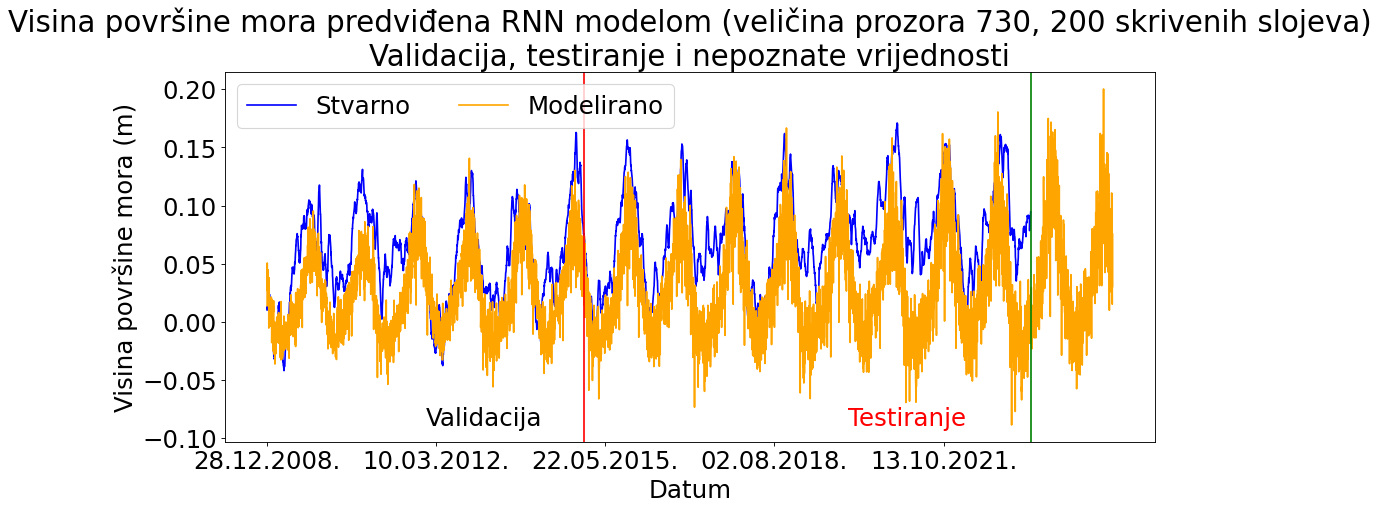 Visina površine mora predviđena RNN modelom (veličina prozora 730, 200 skrivenih slojeva)
Validacija, testiranje i nepoznate vrijednosti
Stvarno
Modelirano
Visina površine mora (m)
0.20
0.15
0.10
0.05
0.00
−0.05
−0.10
Validacija
Testiranje
28.12.2008.
10.03.2012.
22.05.2015.
02.08.2018.
13.10.2021.
Datum